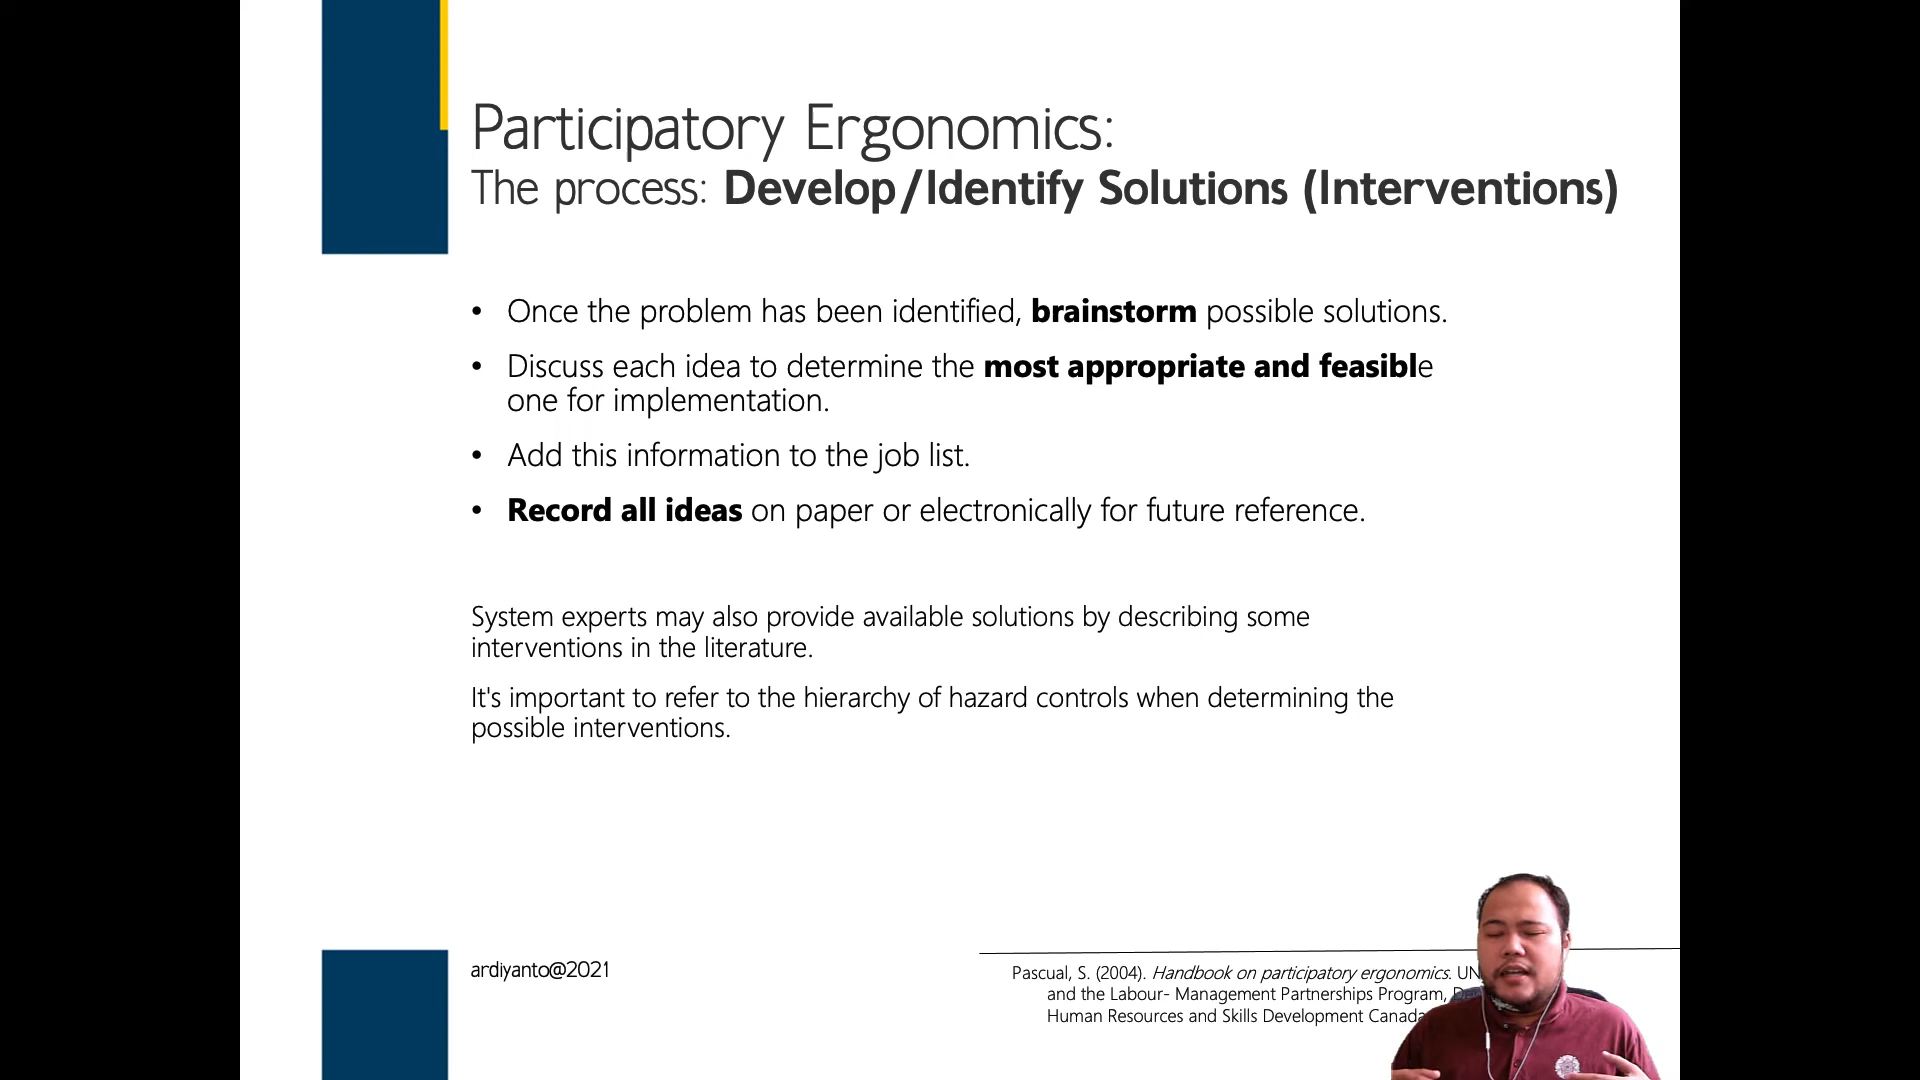 Participatory Ergonomics:
The process: Develop/Identify Solutions (Interventions)
• Once the problem has been identified, brainstorm possible solutions.
• Discuss each idea to determine the most appropriate and feasible
one for implementation.
• Add this information to the job list.
• Record all ideas on paper or electronically for future reference.
System experts may also provide available solutions by describing some
interventions in the literature.
It's important to refer to the hierarchy of hazard controls when determining the
possible interventions.
ardiyanto@2021
Pascual, S. (2004). Handbook on participatory ergonomics.
and the Labour- Management Partnerships Program,
Human Resources and Skills Development Canada